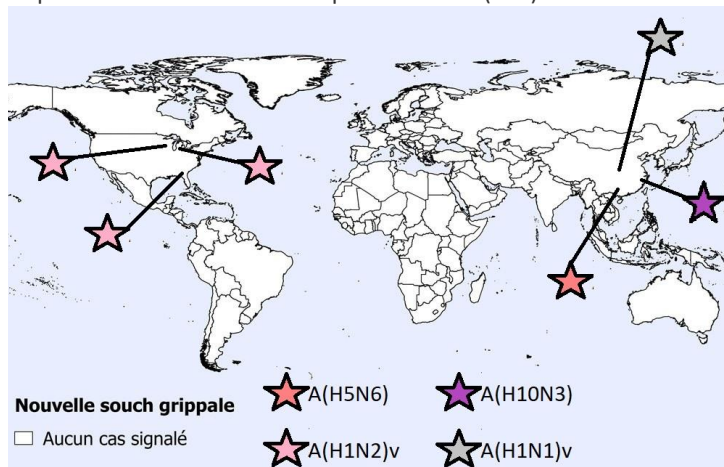 A(H5N6)
A(H10N3)
Nouvelle souch grippale
Aucun cas signalé
A(H1N2)v
A(H1N1)v